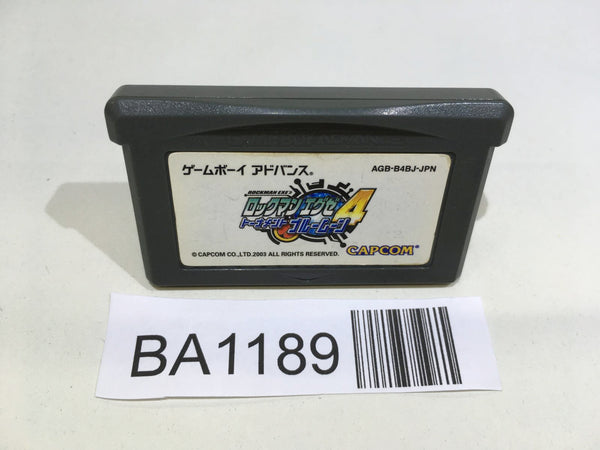 ゲームボーイ アドバンス®
AGB-B4BJ-JPN
ROCKMAN EXE4
ロックマン エグゼ4
トーナメント ブルームーン
© CAPCOM CO.,LTD.2003 ALL RIGHTS RESERVED.
CAPCOM
BA1189